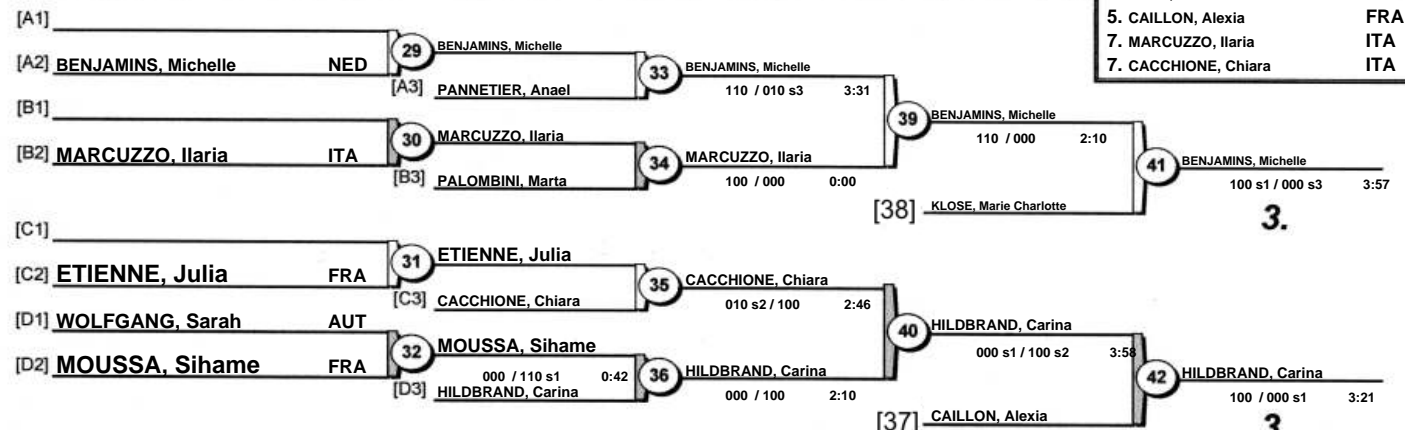 5. CAILLON, Alexia FRA
7. MARCUZZO, Ilaria ITA
7. CACCHIONE, Chiara ITA
[A1]
[A2] BENJAMINS, Michelle NED
29
BENJAMINS, Michelle
[A3] PANNETIER, Anael
33
BENJAMINS, Michelle
110 / 010 s3 3:31
[B1]
[B2] MARCUZZO, Ilaria ITA
30
MARCUZZO, Ilaria
[B3] PALOMBINI, Marta
34
MARCUZZO, Ilaria
100 / 000 0:00
39
BENJAMINS, Michelle
110 / 000 2:10
[38] KLOSE, Marie Charlotte
41
BENJAMINS, Michelle
100 s1 / 000 s3 3:57
3.
[C1]
[C2] ETIENNE, Julia FRA
31
ETIENNE, Julia
[C3] CACCHIONE, Chiara
35
CACCHIONE, Chiara
010 s2 / 100 2:46
[D1] WOLFGANG, Sarah AUT
[D2] MOUSSA, Sihame FRA
32
MOUSSA, Sihame
000 / 110 s1 0:42
[D3] HILDBRAND, Carina
36
HILDBRAND, Carina
000 / 100 2:10
40
HILDBRAND, Carina
000 s1 / 100 s2 3:58
[37] CAILLON, Alexia
42
HILDBRAND, Carina
100 / 000 s1 3:21
3